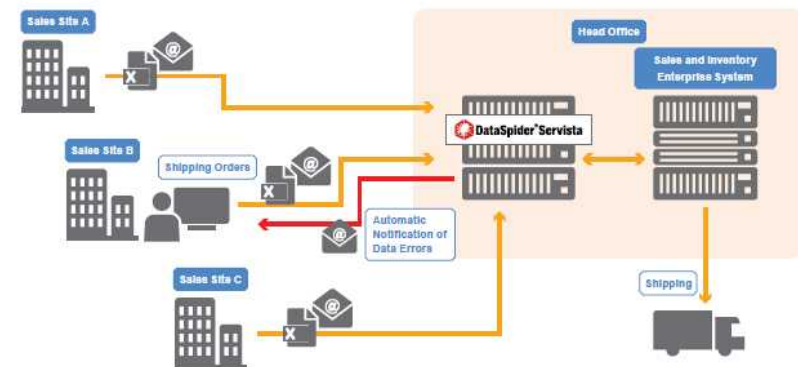 Sales Site A
@
X
Head Office
Sales and Inventory
Enterprise System
DataSpider®Servista
Sales Site B
Shipping Orders
@
X
Automatic
Notification of
Data Errors
@
Sales Site C
@
X
Shipping